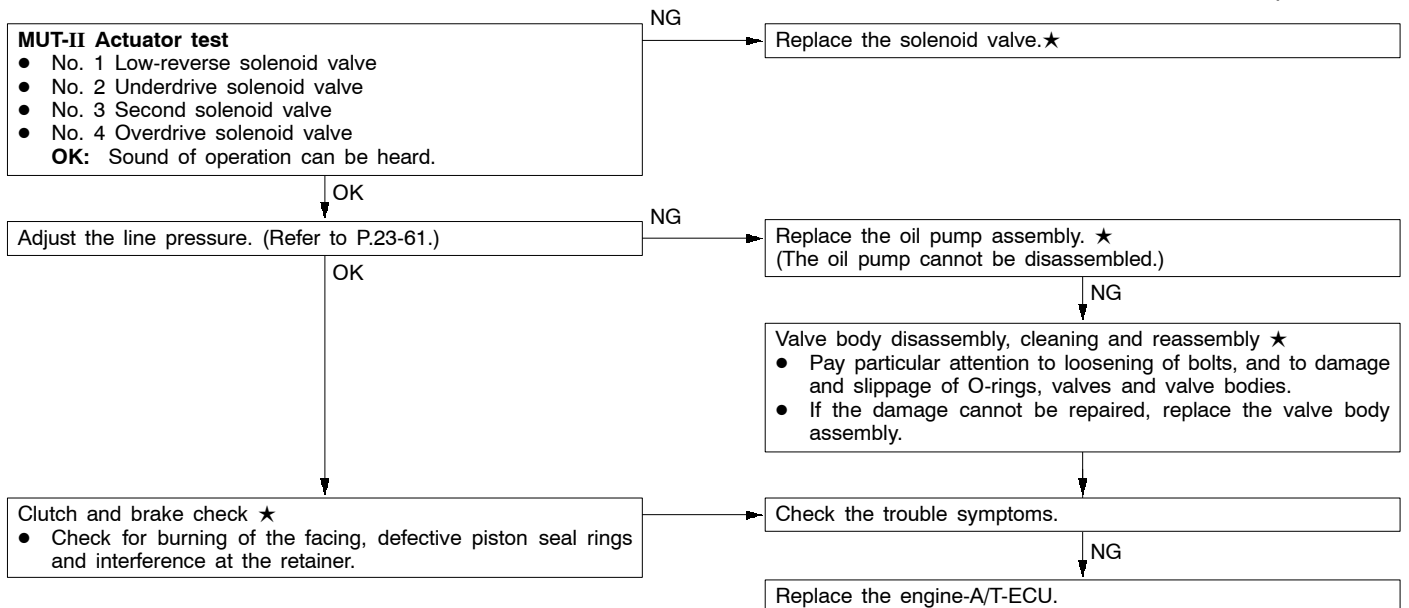 NG
MUT-II Actuator test
● No. 1 Low-reverse solenoid valve
● No. 2 Underdrive solenoid valve
● No. 3 Second solenoid valve
● No. 4 Overdrive solenoid valve
OK: Sound of operation can be heard.
Replace the solenoid valve.★
OK
NG
Adjust the line pressure. (Refer to P.23-61.)
Replace the oil pump assembly. ★
(The oil pump cannot be disassembled.)
OK
NG
Valve body disassembly, cleaning and reassembly ★
● Pay particular attention to loosening of bolts, and to damage
and slippage of O-rings, valves and valve bodies.
● If the damage cannot be repaired, replace the valve body
assembly.
Clutch and brake check ★
● Check for burning of the facing, defective piston seal rings
and interference at the retainer.
Check the trouble symptoms.
NG
Replace the engine-A/T-ECU.